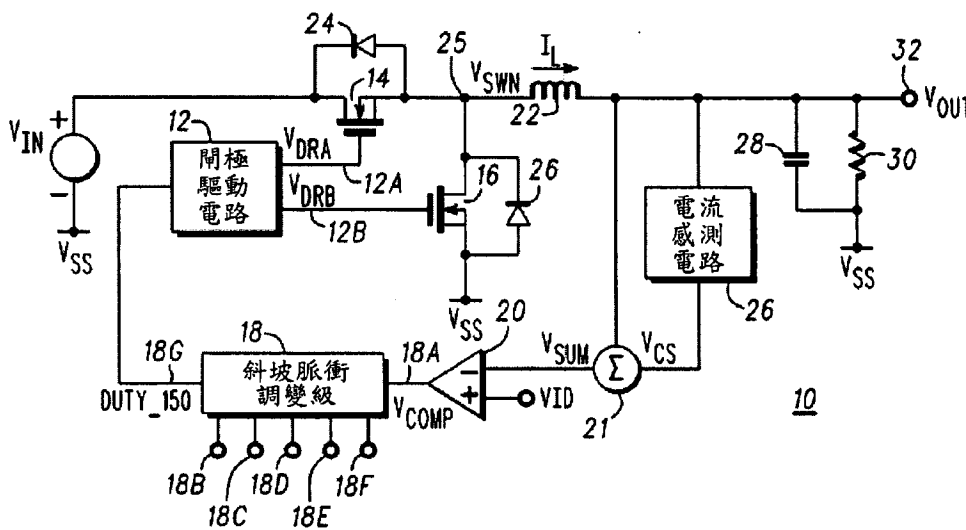 24
25
I_L
32
14
V_SWN
22
V_OUT
V_IN
+
-
12
閘極
驅動
電路
V_DRA
12A
V_DRB
12B
16
26
28
30
V_SS
V_SS
V_SS
電流
感測
電路
26
18
斜坡脈衝
調變級
18G
DUTY_150
18A
V_COMP
20
-
+
VID
V_SUM
Σ
21
V_CS
10
18B
18C
18D
18E
18F